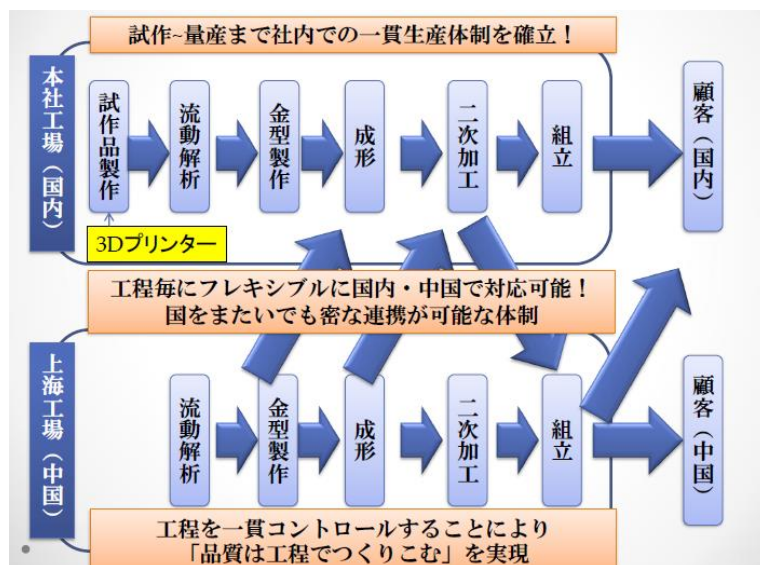 試作~量産まで社内での一貫生産体制を確立！
本社工場（国内）
試作品製作
流動解析
金型製作
成形
二次加工
組立
顧客（国内）
3Dプリンター
工程毎にフレキシブルに国内・中国で対応可能！
国をまたいでも密な連携が可能な体制
上海工場（中国）
流動解析
金型製作
成形
二次加工
組立
顧客（中国）
工程を一貫コントロールすることにより
「品質は工程でつくりこむ」を実現